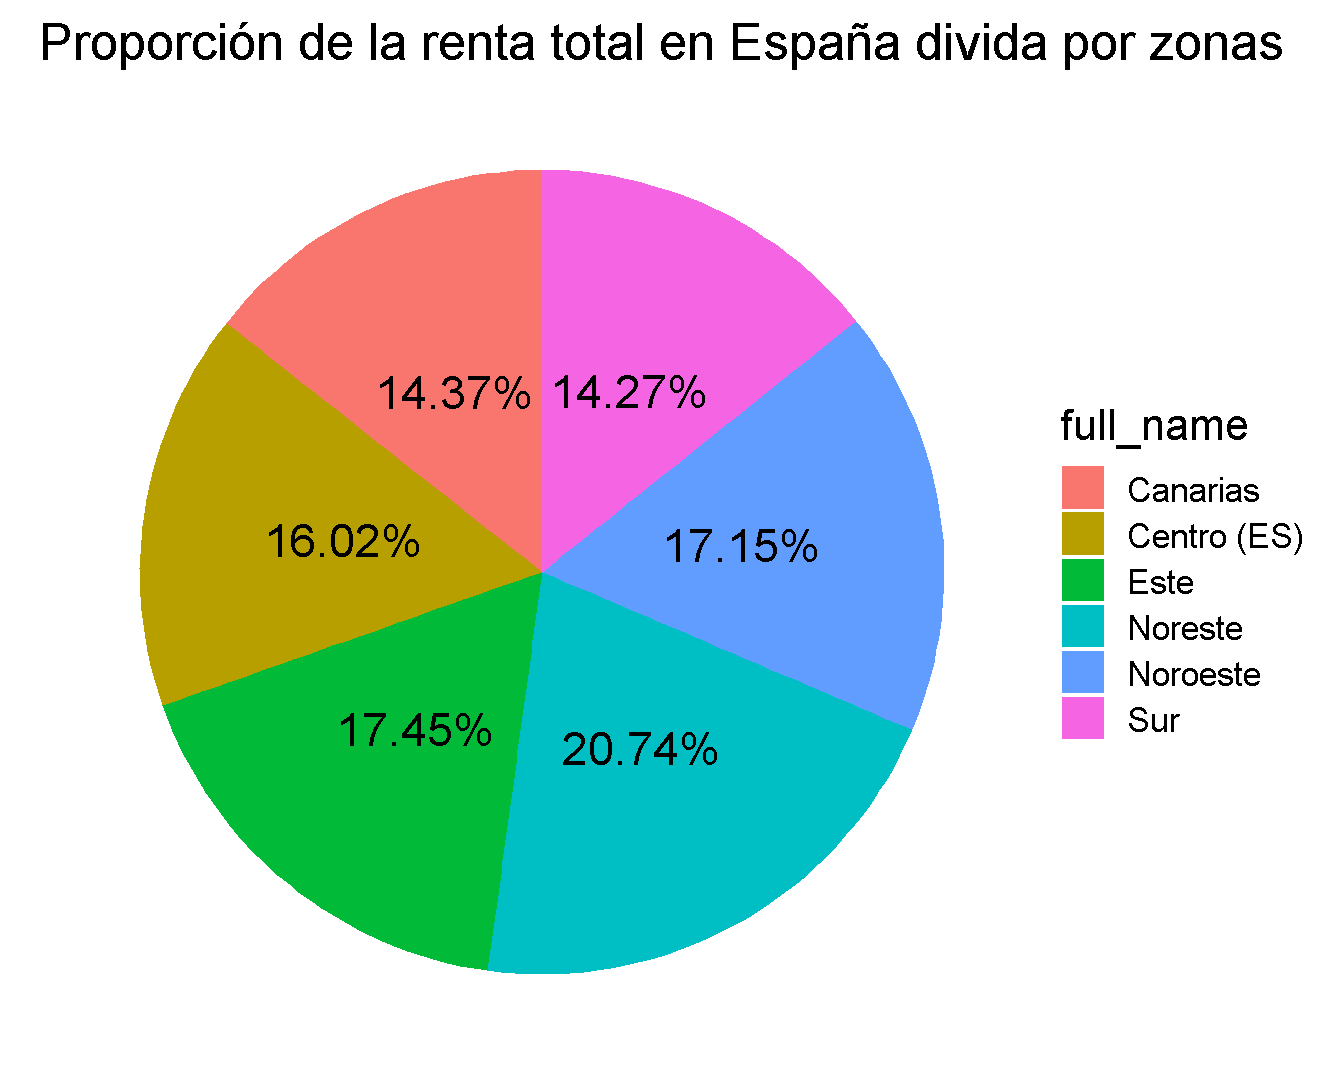 Proporción de la renta total en España divida por zonas
14.37%
14.27%
16.02%
17.15%
17.45%
20.74%
full_name
Canarias
Centro (ES)
Este
Noreste
Noroeste
Sur